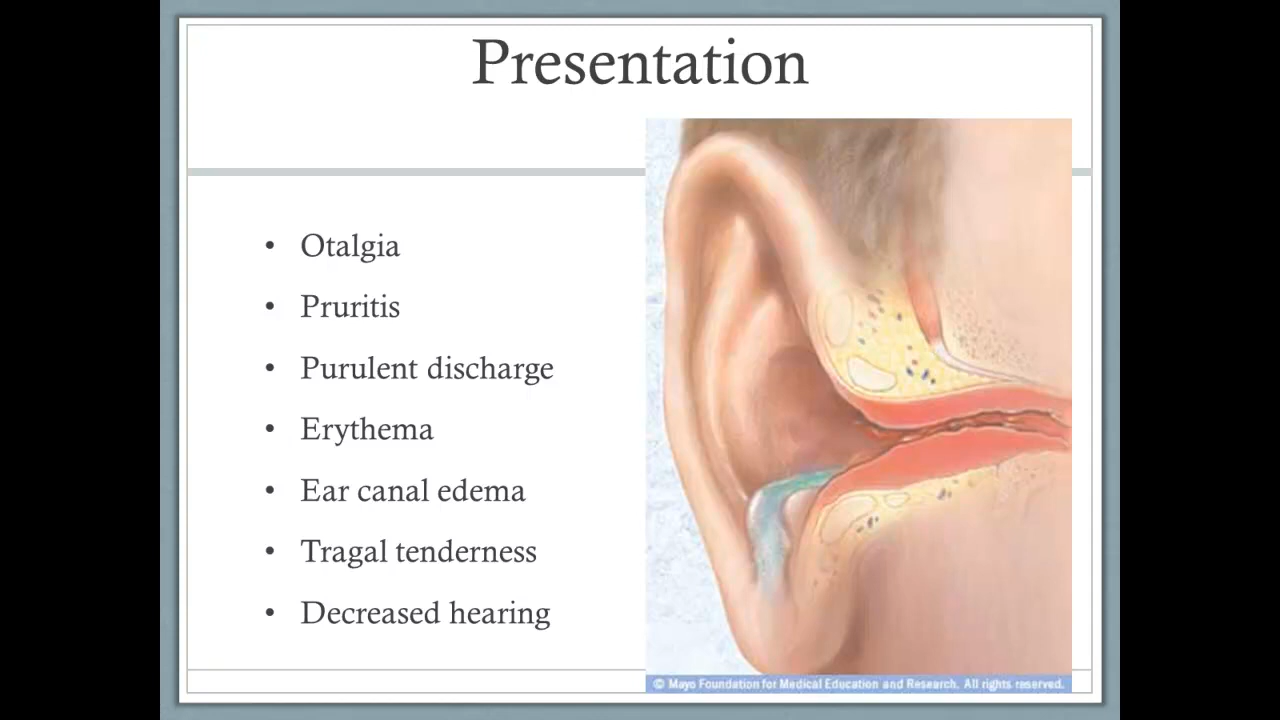 Presentation
• Otalgia
• Pruritis
• Purulent discharge
• Erythema
• Ear canal edema
• Tragal tenderness
• Decreased hearing
© Mayo Foundation for Medical Education and Research. All rights reserved.